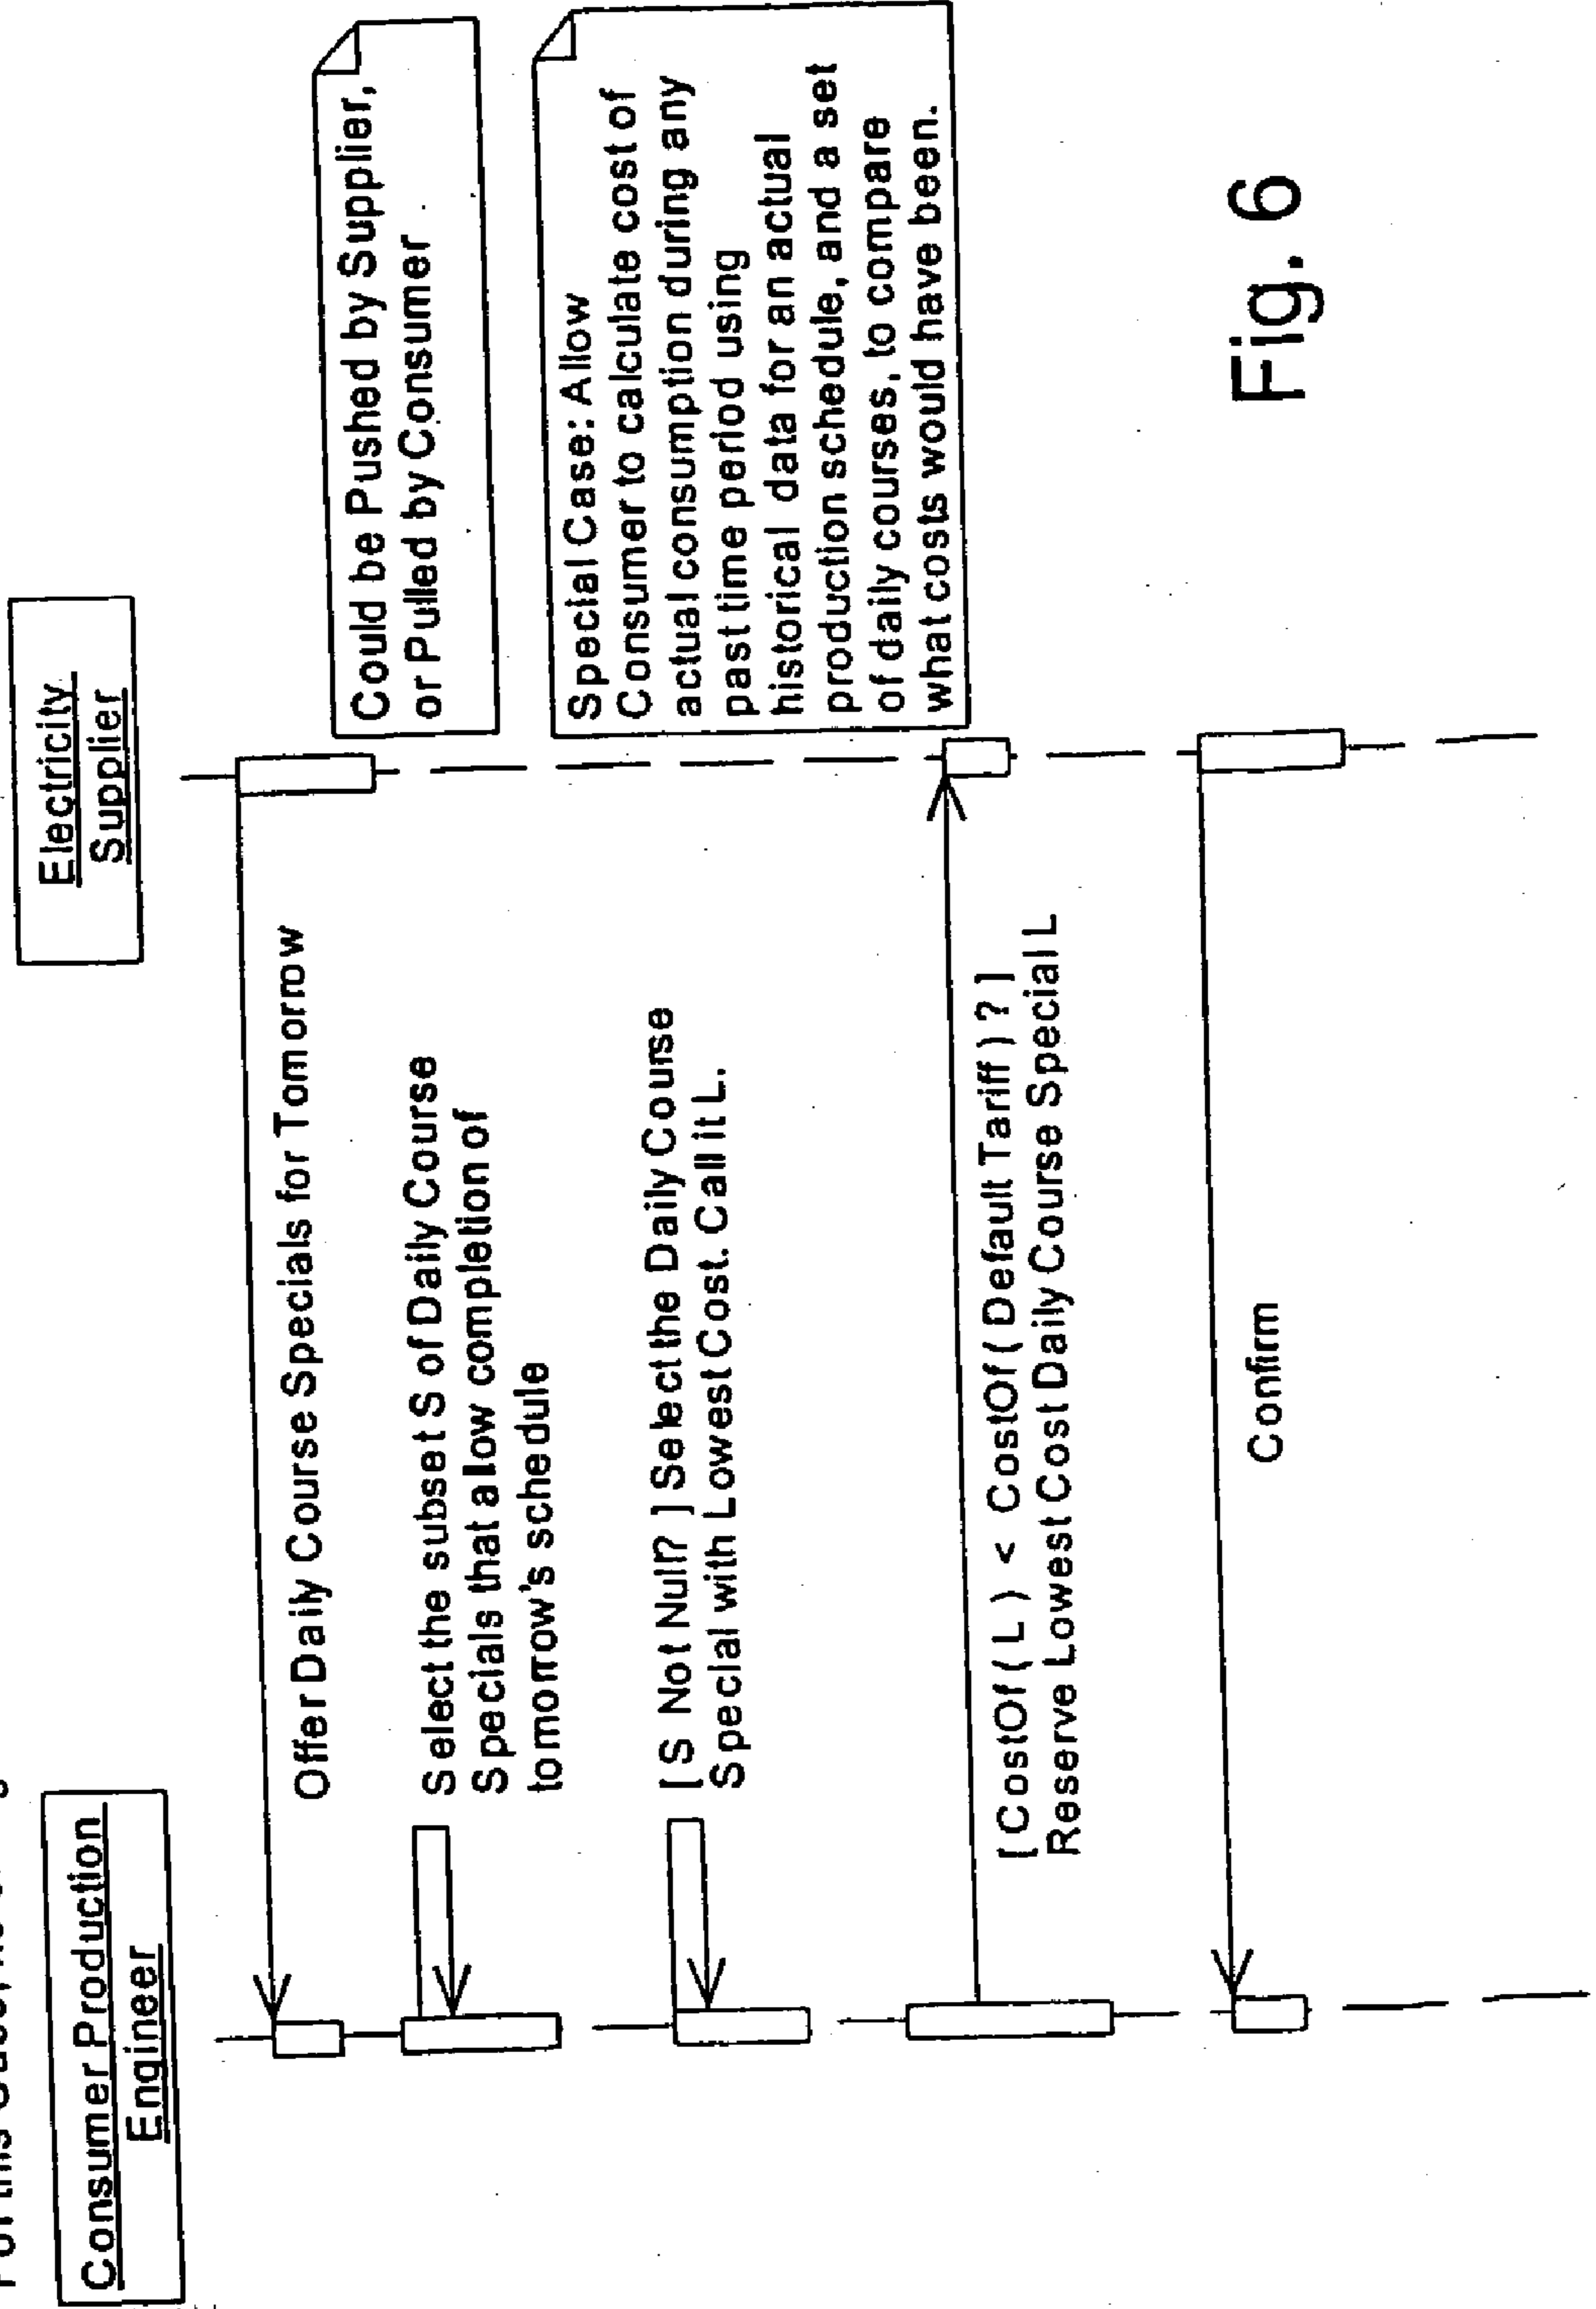 Consumer Production
Engineer
Electricity
Supplier
Offer Daily Course Specials for Tomorrow
Could be Pushed by Supplier,
or Pulled by Consumer
Select the subset S of Daily Course
Specials that allow completion of
tomorrow's schedule
Special Case: Allow
Consumer to calculate cost of
actual consumption during any
past time period using
historical data for an actual
production schedule, and a set
of daily courses, to compare
what costs would have been.
[ S Not Null? ] Select the Daily Course
Special with Lowest Cost. Call it L.
[ CostOf ( L ) < CostOf ( Default Tariff ) ? ]
Reserve Lowest Cost Daily Course Special L
Confirm
Fig. 6